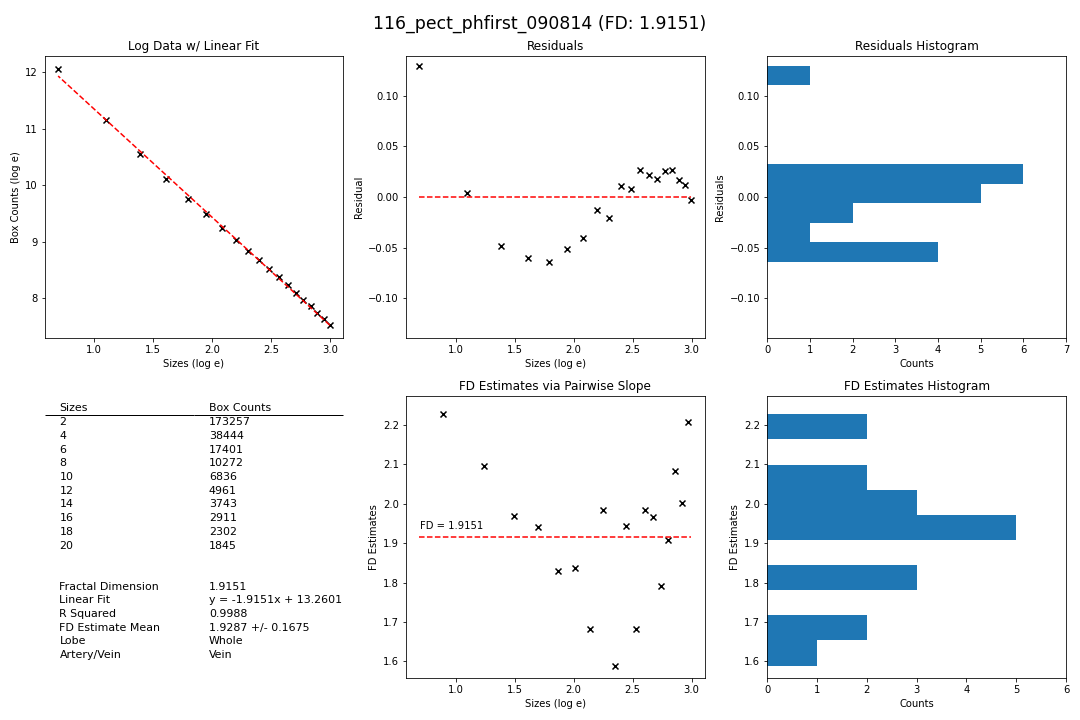 116_pect_phfirst_090814 (FD: 1.9151)
Log Data w/ Linear Fit
Box Counts (log e)
12
11
10
9
8
1.0 1.5 2.0 2.5 3.0
Sizes (log e)
Residuals
Residual
0.10
0.05
0.00
−0.05
−0.10
1.0 1.5 2.0 2.5 3.0
Sizes (log e)
Residuals Histogram
Residuals
0.10
0.05
0.00
−0.05
−0.10
0 1 2 3 4 5 6 7
Counts
Sizes Box Counts
2 173257
4 38444
6 17401
8 10272
10 6836
12 4961
14 3743
16 2911
18 2302
20 1845
Fractal Dimension 1.9151
Linear Fit y = -1.9151x + 13.2601
R Squared 0.9988
FD Estimate Mean 1.9287 +/- 0.1675
Lobe Whole
Artery/Vein Vein
FD Estimates via Pairwise Slope
FD Estimates
2.2
2.1
2.0
1.9
1.8
1.7
1.6
FD = 1.9151
1.0 1.5 2.0 2.5 3.0
Sizes (log e)
FD Estimates Histogram
FD Estimates
2.2
2.1
2.0
1.9
1.8
1.7
1.6
0 1 2 3 4 5 6
Counts